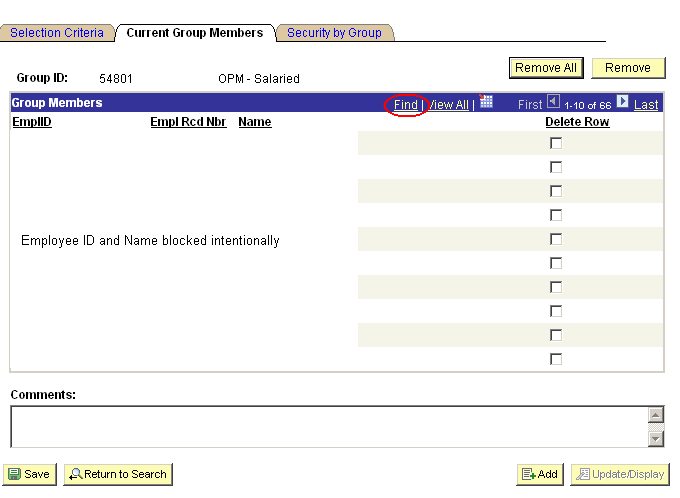 Selection Criteria Current Group Members Security by Group
Remove All Remove
Group ID: 54801 OPM - Salaried
Group Members Find | View All | First 1-10 of 66 Last
EmplID Empl Rcd Nbr Name Delete Row
Employee ID and Name blocked intentionally
Comments:
Save Return to Search Add Update/Display